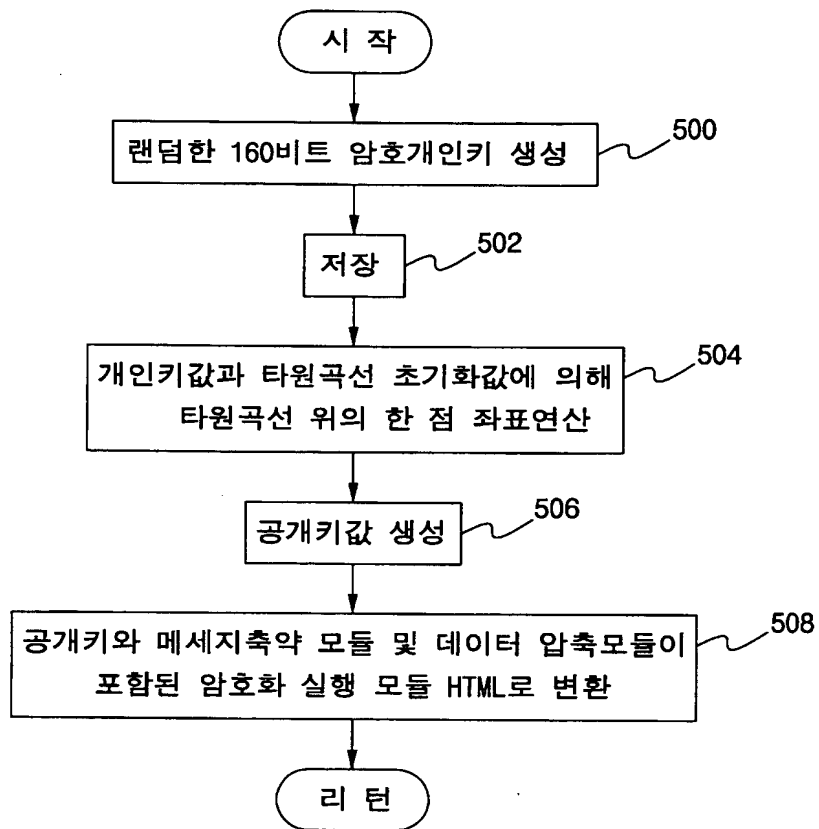 시 작
랜덤한 160비트 암호개인키 생성
500
저장
502
개인키값과 타원곡선 초기화값에 의해
타원곡선 위의 한 점 좌표연산
504
공개키값 생성
506
공개키와 메세지축약 모듈 및 데이터 압축모듈이
포함된 암호화 실행 모듈 HTML로 변환
508
리 턴